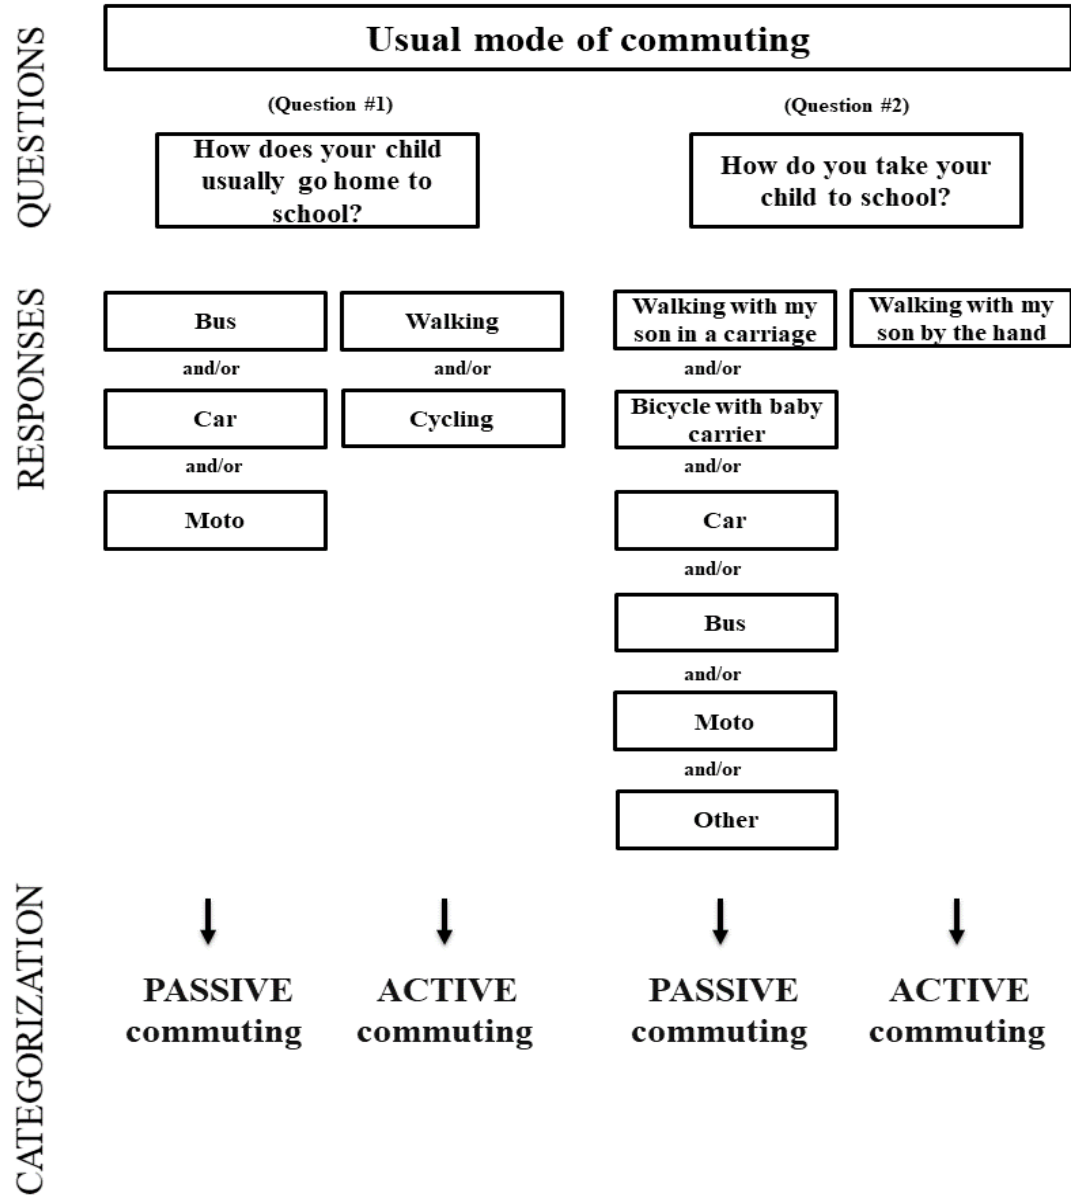 QUESTIONS
Usual mode of commuting
(Question #1)
(Question #2)
How does your child
usually go home to
school?
How do you take your
child to school?
RESPONSES
Bus
Walking
Walking with my
son in a carriage
Walking with my
son by the hand
and/or
and/or
and/or
Car
Cycling
Bicycle with baby
carrier
and/or
and/or
Moto
Car
and/or
Bus
and/or
Moto
and/or
Other
CATEGORIZATION
PASSIVE
commuting
ACTIVE
commuting
PASSIVE
commuting
ACTIVE
commuting